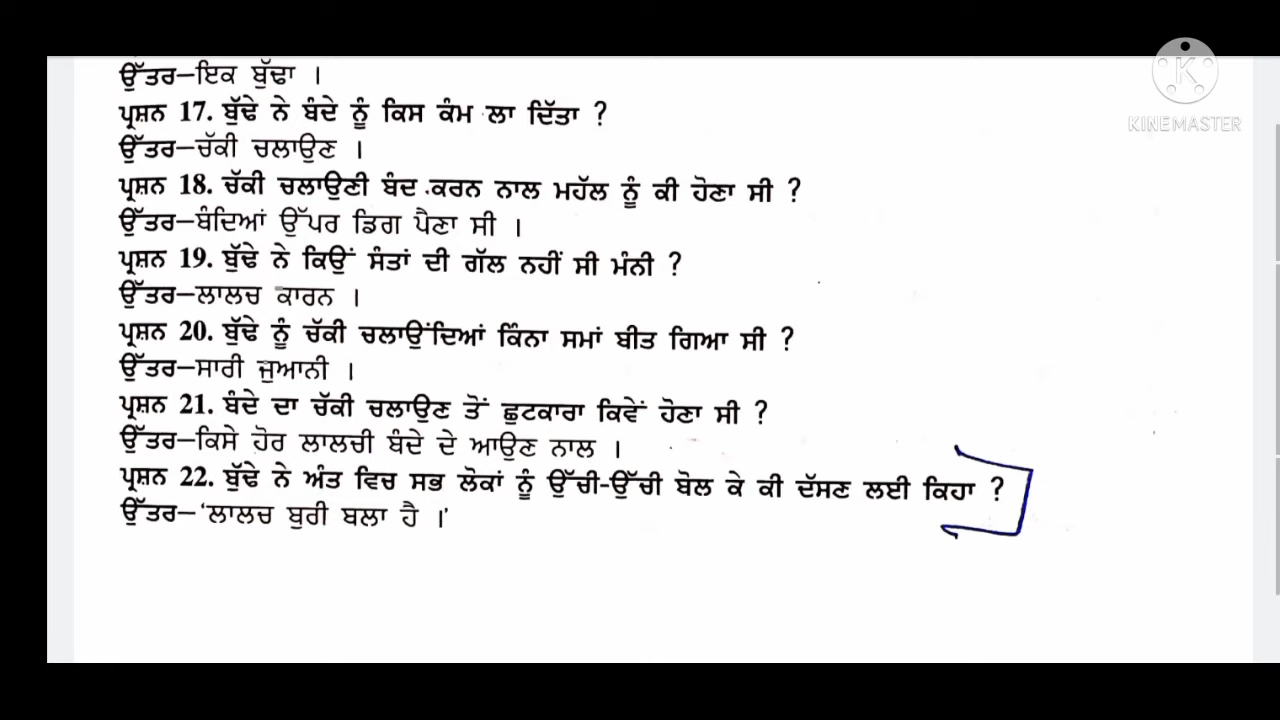 ਉੱਤਰ–ਇਕ ਬੁੱਢਾ ।
ਪ੍ਰਸ਼ਨ 17. ਬੁੱਢੇ ਨੇ ਬੰਦੇ ਨੂੰ ਕਿਸ ਕੰਮ ਲਾ ਦਿੱਤਾ ?
ਉੱਤਰ–ਚੱਕੀ ਚਲਾਉਣ ।
ਪ੍ਰਸ਼ਨ 18. ਚੱਕੀ ਚਲਾਉਣੀ ਬੰਦ ਕਰਨ ਨਾਲ ਮਹੱਲ ਨੂੰ ਕੀ ਹੋਣਾ ਸੀ ?
ਉੱਤਰ–ਬੰਦਿਆਂ ਉੱਪਰ ਡਿਗ ਪੈਣਾ ਸੀ ।
ਪ੍ਰਸ਼ਨ 19. ਬੁੱਢੇ ਨੇ ਕਿਉਂ ਸੰਤਾਂ ਦੀ ਗੱਲ ਨਹੀਂ ਸੀ ਮੰਨੀ ?
ਉੱਤਰ–ਲਾਲਚ ਕਾਰਨ ।
ਪ੍ਰਸ਼ਨ 20. ਬੁੱਢੇ ਨੂੰ ਚੱਕੀ ਚਲਾਉਂਦਿਆਂ ਕਿੰਨਾ ਸਮਾਂ ਬੀਤ ਗਿਆ ਸੀ ?
ਉੱਤਰ–ਸਾਰੀ ਜੁਆਨੀ ।
ਪ੍ਰਸ਼ਨ 21. ਬੰਦੇ ਦਾ ਚੱਕੀ ਚਲਾਉਣ ਤੋਂ ਛੁਟਕਾਰਾ ਕਿਵੇਂ ਹੋਣਾ ਸੀ ?
ਉੱਤਰ–ਕਿਸੇ ਹੋਰ ਲਾਲਚੀ ਬੰਦੇ ਦੇ ਆਉਣ ਨਾਲ ।
ਪ੍ਰਸ਼ਨ 22. ਬੁੱਢੇ ਨੇ ਅੰਤ ਵਿਚ ਸਭ ਲੋਕਾਂ ਨੂੰ ਉੱਚੀ-ਉੱਚੀ ਬੋਲ ਕੇ ਕੀ ਦੱਸਣ ਲਈ ਕਿਹਾ ?
ਉੱਤਰ–‘ਲਾਲਚ ਬੁਰੀ ਬਲਾ ਹੈ ।’
K
KINEMASTER